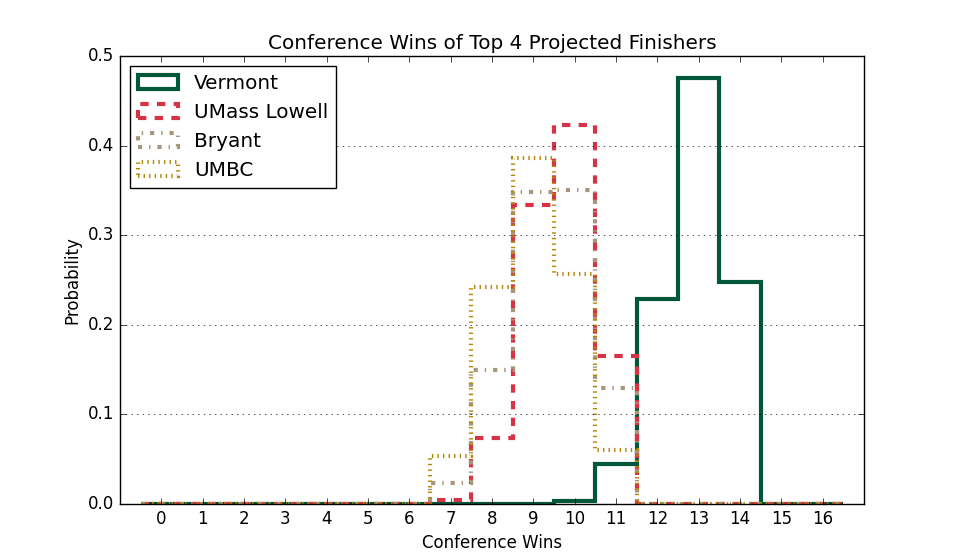 Conference Wins of Top 4 Projected Finishers
0.5
0.4
0.3
0.2
0.1
0.0
Probability
Vermont
UMass Lowell
Bryant
UMBC
0 1 2 3 4 5 6 7 8 9 10 11 12 13 14 15 16
Conference Wins